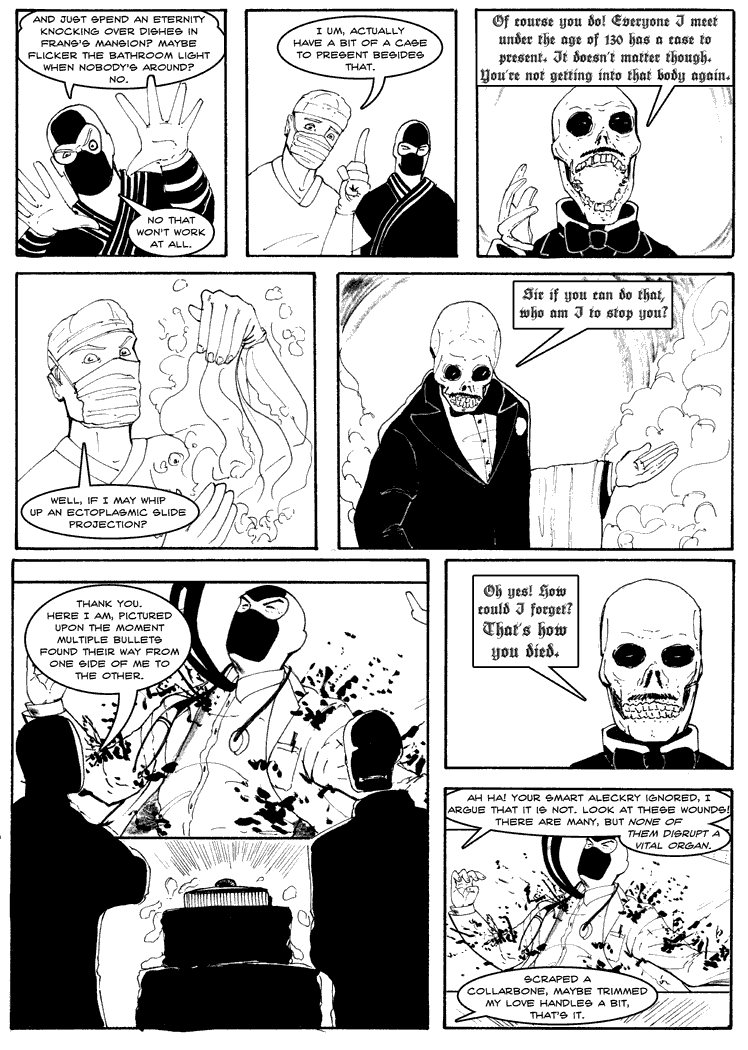 AND JUST SPEND AN ETERNITY
KNOCKING OVER DISHES IN
FRANS'S MANSION? MAYBE
FLICKER THE BATHROOM LIGHT
WHEN NOBODY'S AROUND?
NO.
NO THAT
WON'T WORK
AT ALL.
I UM, ACTUALLY
HAVE A BIT OF A CASE
TO PRESENT BESIDES
THAT.
Of course you do! Everyone I meet
under the age of 130 has a case to
present. It doesn't matter though.
You're not getting into that body again.
WELL, IF I MAY WHIP
UP AN ECTOPLASMIC SLIDE
PROJECTION?
Sir if you can do that,
who am I to stop you?
THANK YOU.
HERE I AM, PICTURED
UPON THE MOMENT
MULTIPLE BULLETS
FOUND THEIR WAY FROM
ONE SIDE OF ME TO
THE OTHER.
Oh yes! How
could I forget?
That's how
you died.
AH HA! YOUR SMART ALECKRY IGNORED, I
ARGUE THAT IT IS NOT. LOOK AT THESE WOUNDS!
THERE ARE MANY, BUT NONE OF
THEM DISRUPT A
VITAL ORGAN.
SCRAPED A
COLLARBONE, MAYBE TRIMMED
MY LOVE HANDLES A BIT,
THAT'S IT.